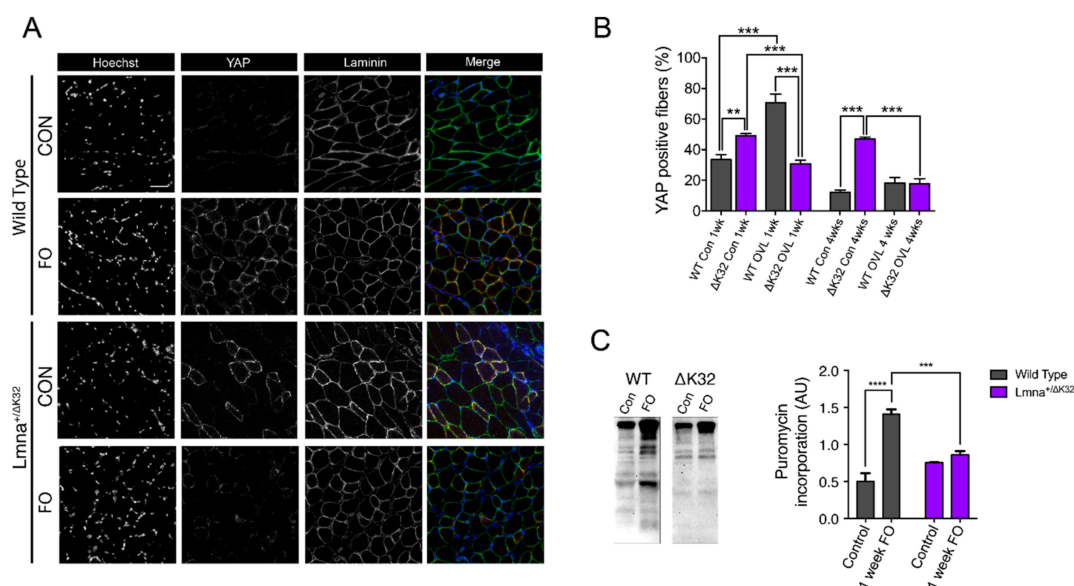 A
Hoechst YAP Laminin Merge
Wild Type
CON
FO
Lmna+/ΔK32
CON
FO
B
YAP positive fibers (%)
100
80
60
40
20
0
*** *** *** ** *** ***
WT Con 1wk
ΔK32 Con 1wk
WT OVL 1wk
ΔK32 OVL 1wk
WT Con 4wks
ΔK32 Con 4wks
WT OVL 4 wks
ΔK32 OVL 4wks
C
WT ΔK32
Con FO Con FO
Puromycin
incorporation (AU)
2.0
1.5
1.0
0.5
0.0
**** ***
Control
1 week FO
Control
1 week FO
Wild Type
Lmna+/ΔK32